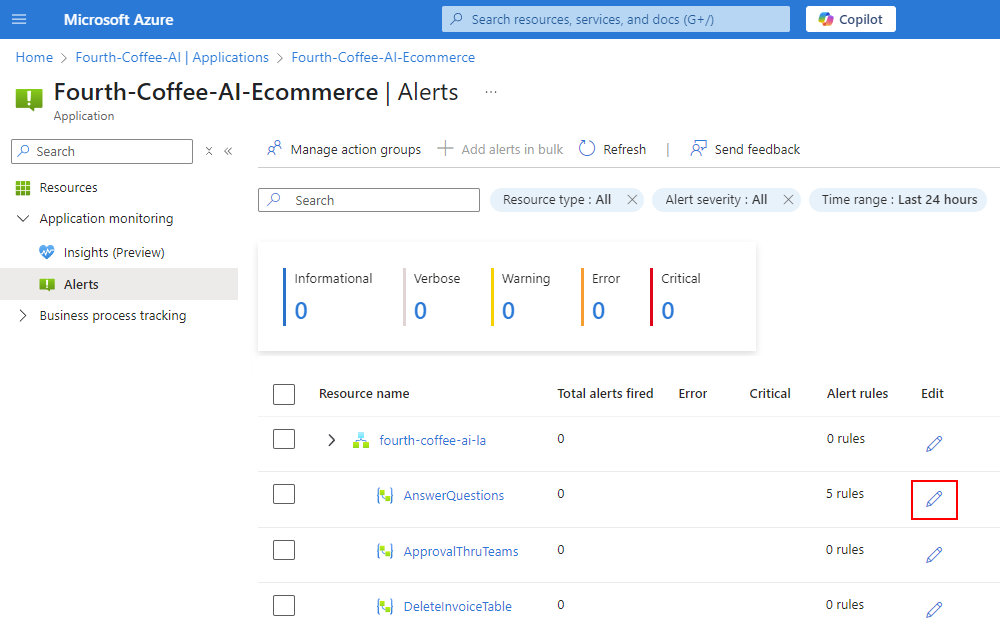 Microsoft Azure
Search resources, services, and docs (G+/)
Copilot
Home > Fourth-Coffee-AI | Applications > Fourth-Coffee-AI-Ecommerce
Fourth-Coffee-AI-Ecommerce | Alerts ...
Application
Search
Resources
Application monitoring
Insights (Preview)
Alerts
Business process tracking
Manage action groups
Add alerts in bulk
Refresh
Send feedback
Search
Resource type : All
Alert severity : All
Time range : Last 24 hours
Informational Verbose Warning Error Critical
0 0 0 0 0
Resource name Total alerts fired Error Critical Alert rules Edit
fourth-coffee-ai-la 0 0 rules
AnswerQuestions 0 5 rules
ApprovalThruTeams 0 0 rules
DeleteInvoiceTable 0 0 rules